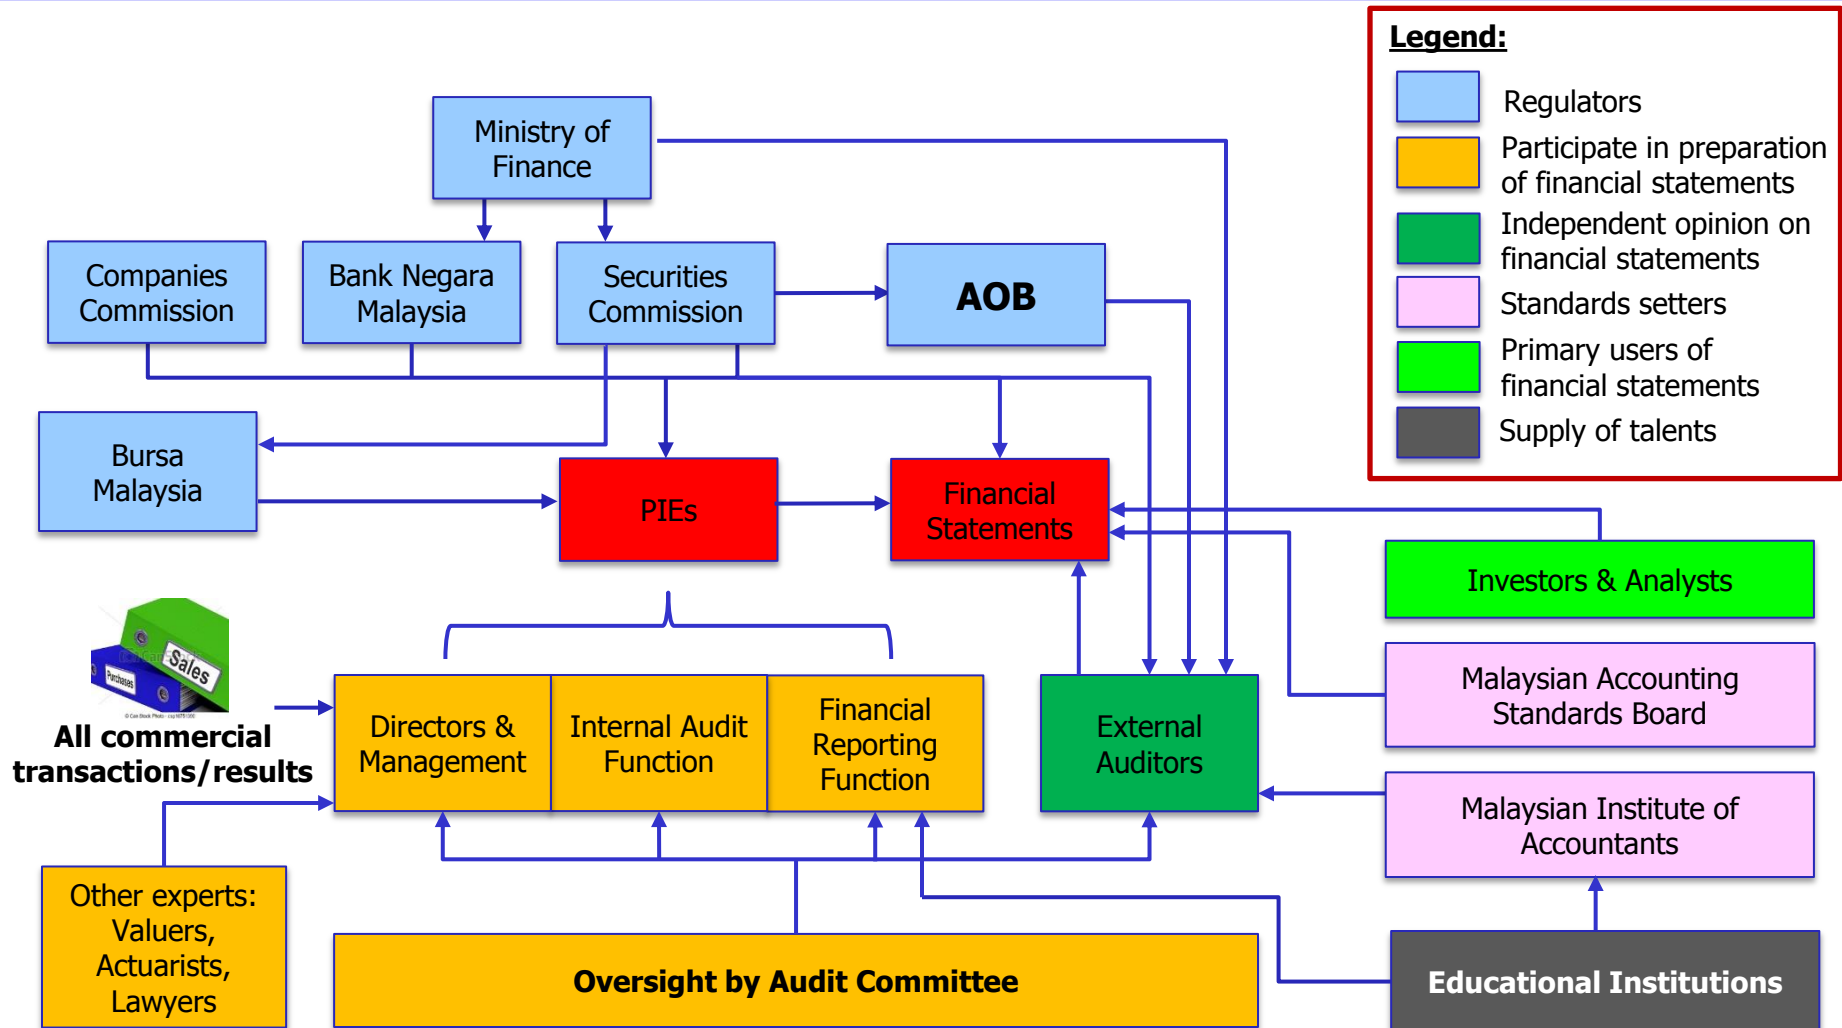 Legend:
Regulators
Participate in preparation
of financial statements
Independent opinion on
financial statements
Standards setters
Primary users of
financial statements
Supply of talents
Ministry of
Finance
Companies
Commission
Bank Negara
Malaysia
Securities
Commission
AOB
Bursa
Malaysia
PIEs
Financial
Statements
Investors & Analysts
Sales
Purchases
All commercial
transactions/results
Directors &
Management
Internal Audit
Function
Financial
Reporting
Function
External
Auditors
Malaysian Accounting
Standards Board
Malaysian Institute of
Accountants
Other experts:
Valuers,
Actuarists,
Lawyers
Oversight by Audit Committee
Educational Institutions